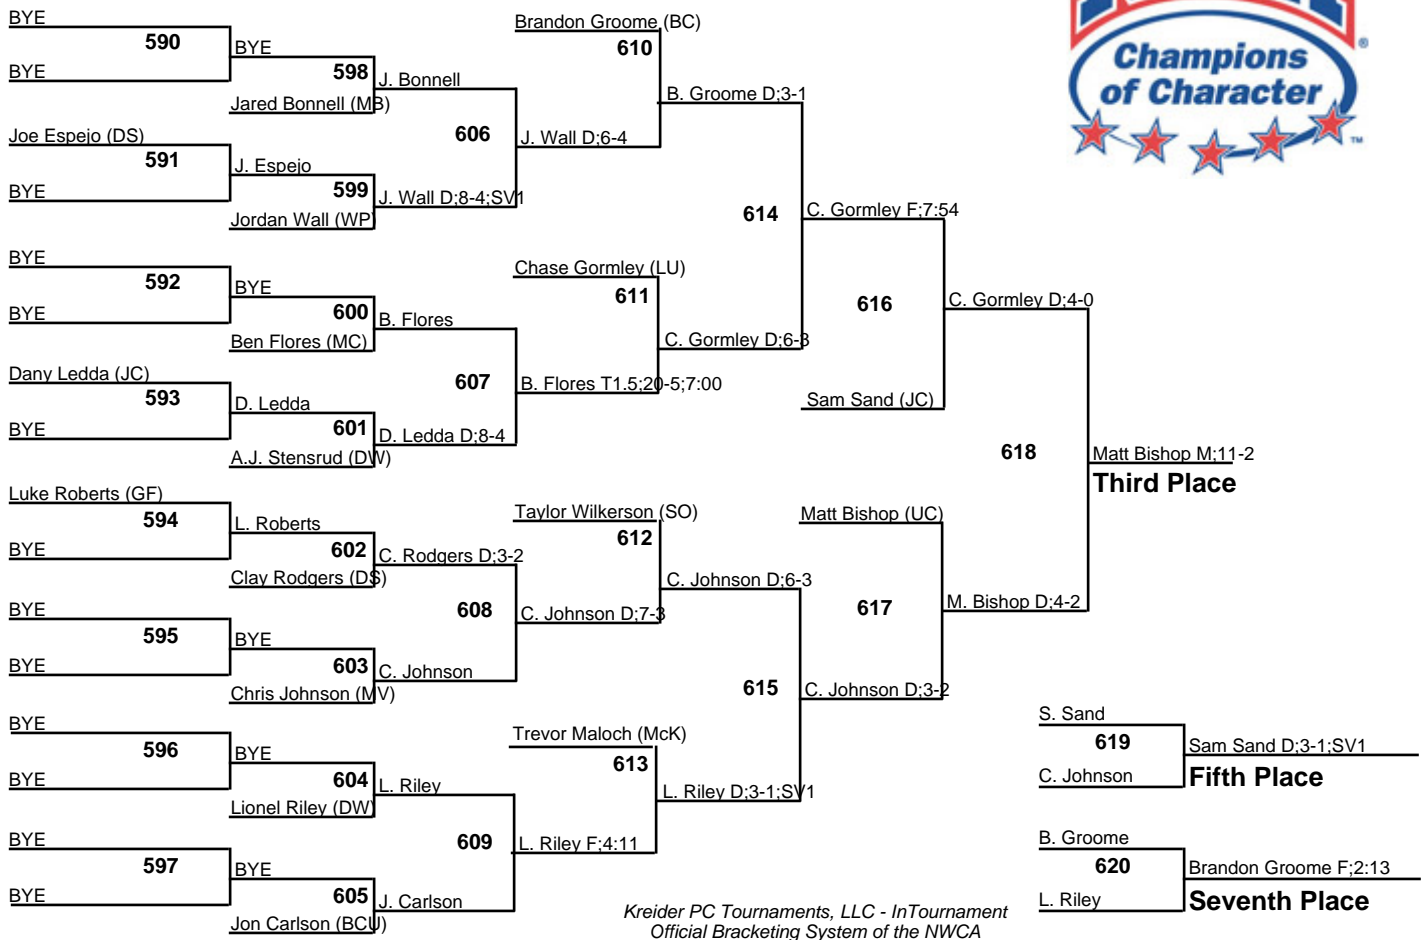 BYE
590
BYE
BYE
598
Jared Bonnell (MB)
J. Bonnell
Joe Espejo (DS)
591
BYE
J. Espejo
599
Jordan Wall (WP)
J. Wall D;8-4;SV1
606
J. Wall D;6-4
Brandon Groome (BC)
610
B. Groome D;3-1
BYE
592
BYE
BYE
600
Ben Flores (MC)
B. Flores
Dany Ledda (JC)
593
BYE
D. Ledda
601
A.J. Stensrud (DW)
D. Ledda D;8-4
607
B. Flores T1.5;20-5;7:00
Chase Gormley (LU)
611
C. Gormley D;6-3
614
C. Gormley F;7:54
616
Sam Sand (JC)
C. Gormley D;4-0
Luke Roberts (GF)
594
BYE
L. Roberts
602
Clay Rodgers (DS)
C. Rodgers D;3-2
BYE
595
BYE
BYE
603
Chris Johnson (MV)
C. Johnson
608
C. Johnson D;7-3
Taylor Wilkerson (SO)
612
C. Johnson D;6-3
BYE
596
BYE
BYE
604
Lionel Riley (DW)
L. Riley
BYE
597
BYE
BYE
605
Jon Carlson (BCU)
J. Carlson
609
L. Riley F;4:11
Trevor Maloch (McK)
613
L. Riley D;3-1;SV1
615
C. Johnson D;3-2
Matt Bishop (UC)
617
M. Bishop D;4-2
618
Matt Bishop M;11-2
Third Place
S. Sand
619
C. Johnson
Sam Sand D;3-1;SV1
Fifth Place
B. Groome
620
L. Riley
Brandon Groome F;2:13
Seventh Place
Champions
of Character
®
™
Kreider PC Tournaments, LLC - InTournament
Official Bracketing System of the NWCA